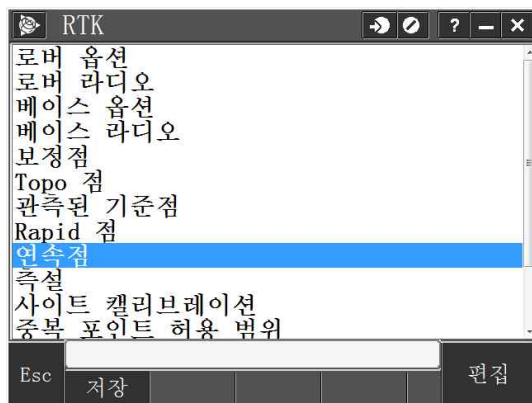 RTK
? – ×
로버 옵션
로버 라디오
베이스 옵션
베이스 라디오
보정점
Topo 점
관측된 기준점
Rapid 점
연속점
측설
사이트 캘리브레이션
중복 포인트 허용 범위
Esc
저장
편집